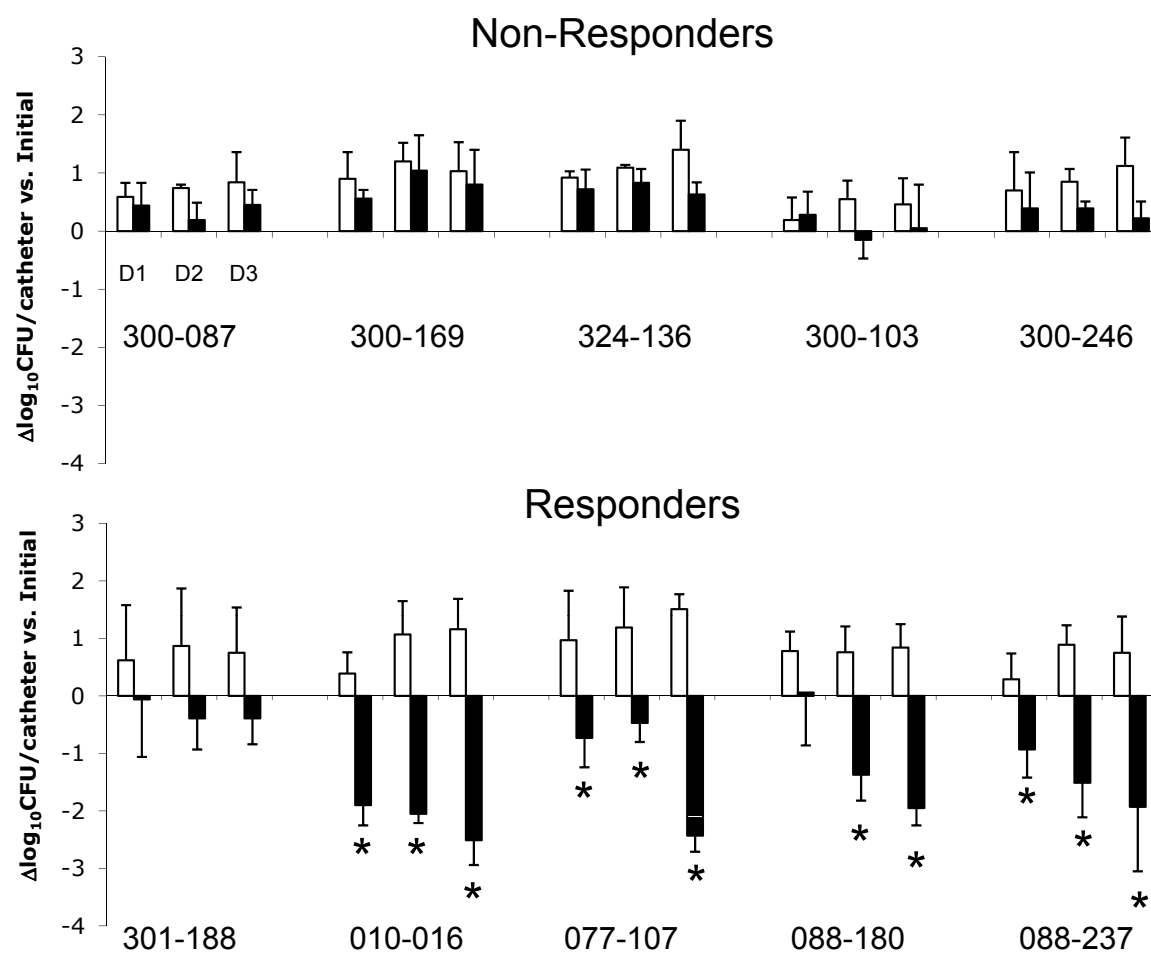 Non-Responders
Δlog₁₀CFU/catheter vs. Initial
3
2
1
0
-1
-2
-3
-4
D1 D2 D3
300-087 300-169 324-136 300-103 300-246
Responders
Δlog₁₀CFU/catheter vs. Initial
3
2
1
0
-1
-2
-3
-4
* * * * * * * * * *
301-188 010-016 077-107 088-180 088-237